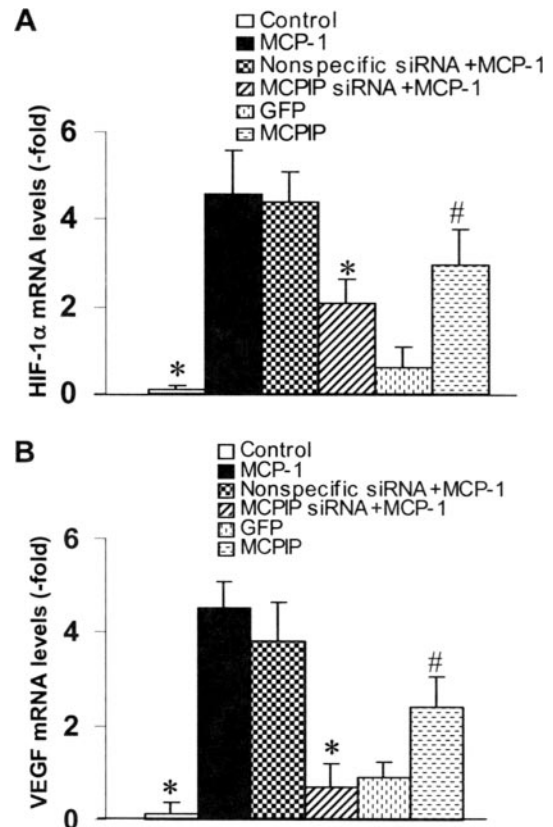 A
Control
MCP-1
Nonspecific siRNA +MCP-1
MCPIP siRNA +MCP-1
GFP
MCPIP
HIF-1α mRNA levels (-fold)
6
4
2
0
*
*
#
B
Control
MCP-1
Nonspecific siRNA +MCP-1
MCPIP siRNA +MCP-1
GFP
MCPIP
VEGF mRNA levels (-fold)
6
4
2
0
*
*
#